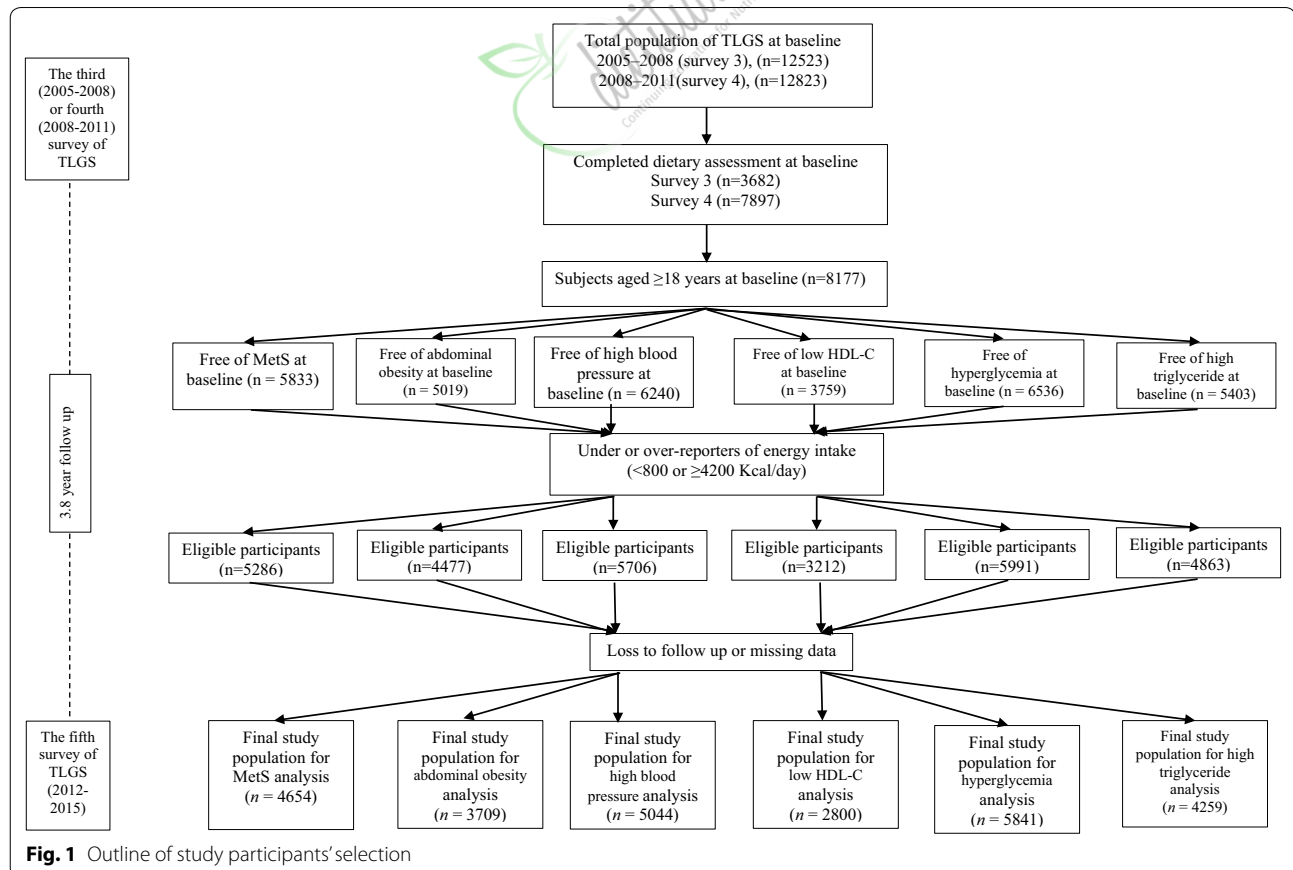 Total population of TLGS at baseline
2005–2008 (survey 3), (n=12523)
2008–2011(survey 4), (n=12823)
The third
(2005-2008)
or fourth
(2008-2011)
survey of
TLGS
Completed dietary assessment at baseline
Survey 3 (n=3682)
Survey 4 (n=7897)
Subjects aged ≥18 years at baseline (n=8177)
Free of MetS at
baseline (n = 5833)
Free of abdominal
obesity at baseline
(n = 5019)
Free of high blood
pressure at
baseline (n = 6240)
Free of low HDL-C
at baseline
(n = 3759)
Free of
hyperglycemia at
baseline (n = 6536)
Free of high
triglyceride at
baseline (n = 5403)
3.8 year follow up
Under or over-reporters of energy intake
(<800 or ≥4200 Kcal/day)
Eligible participants
(n=5286)
Eligible participants
(n=4477)
Eligible participants
(n=5706)
Eligible participants
(n=3212)
Eligible participants
(n=5991)
Eligible participants
(n=4863)
Loss to follow up or missing data
The fifth
survey of
TLGS
(2012-
2015)
Final study
population for
MetS analysis
(n = 4654)
Final study
population for
abdominal obesity
analysis
(n = 3709)
Final study
population for
high blood
pressure analysis
(n = 5044)
Final study
population for
low HDL-C
analysis
(n = 2800)
Final study
population for
hyperglycemia
analysis
(n = 5841)
Final study
population for high
triglyceride
analysis
(n = 4259)
Fig. 1 Outline of study participants' selection